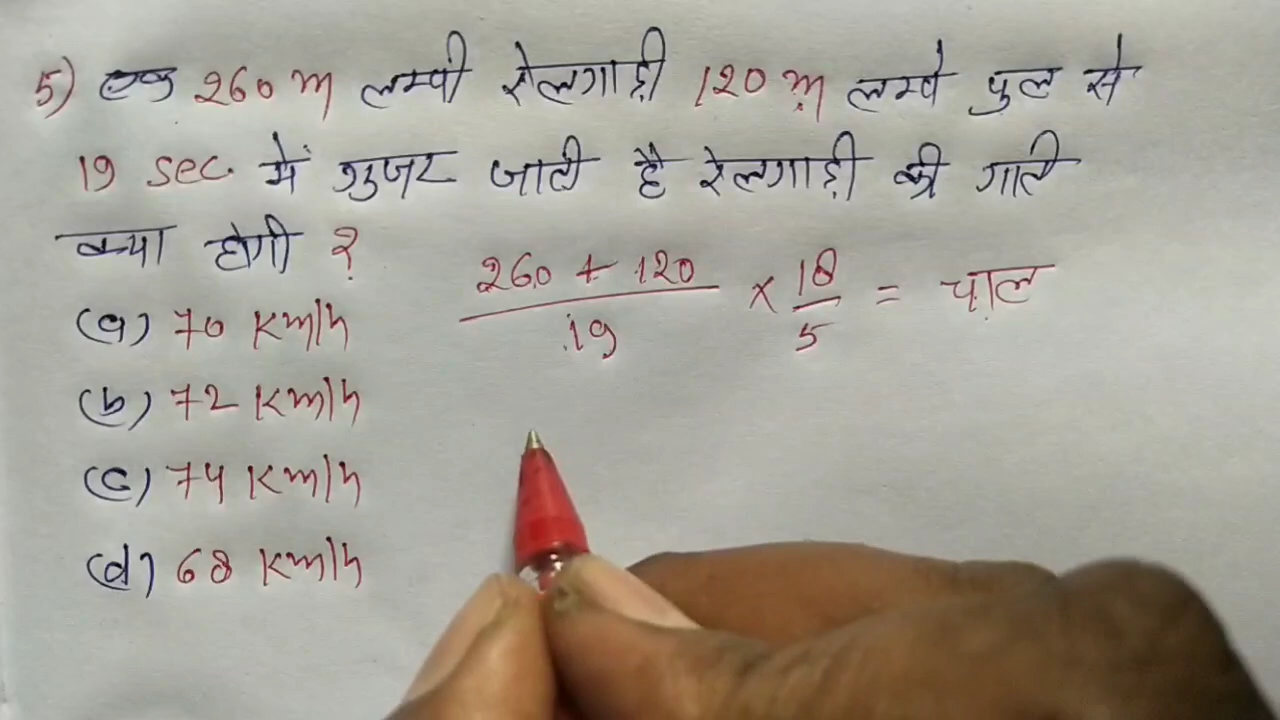 5) एक 260 m लम्बी रेलगाड़ी 120 m लम्बे पुल से
19 sec. में गुजर जाती है रेलगाड़ी की गति
क्या होगी ?
260 + 120 / 19 × 18 / 5 = चाल
(a) 70 km/h
(b) 72 km/h
(c) 74 km/h
(d) 68 km/h